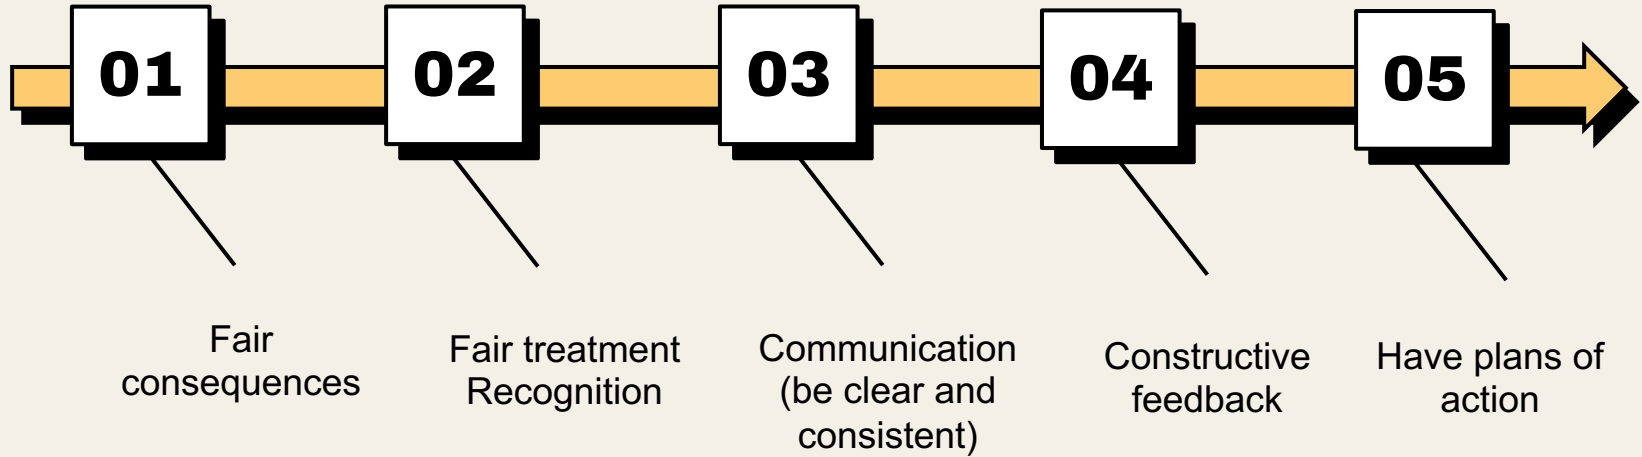 01
02
03
04
05
Fair
consequences
Fair treatment
Recognition
Communication
(be clear and
consistent)
Constructive
feedback
Have plans of
action